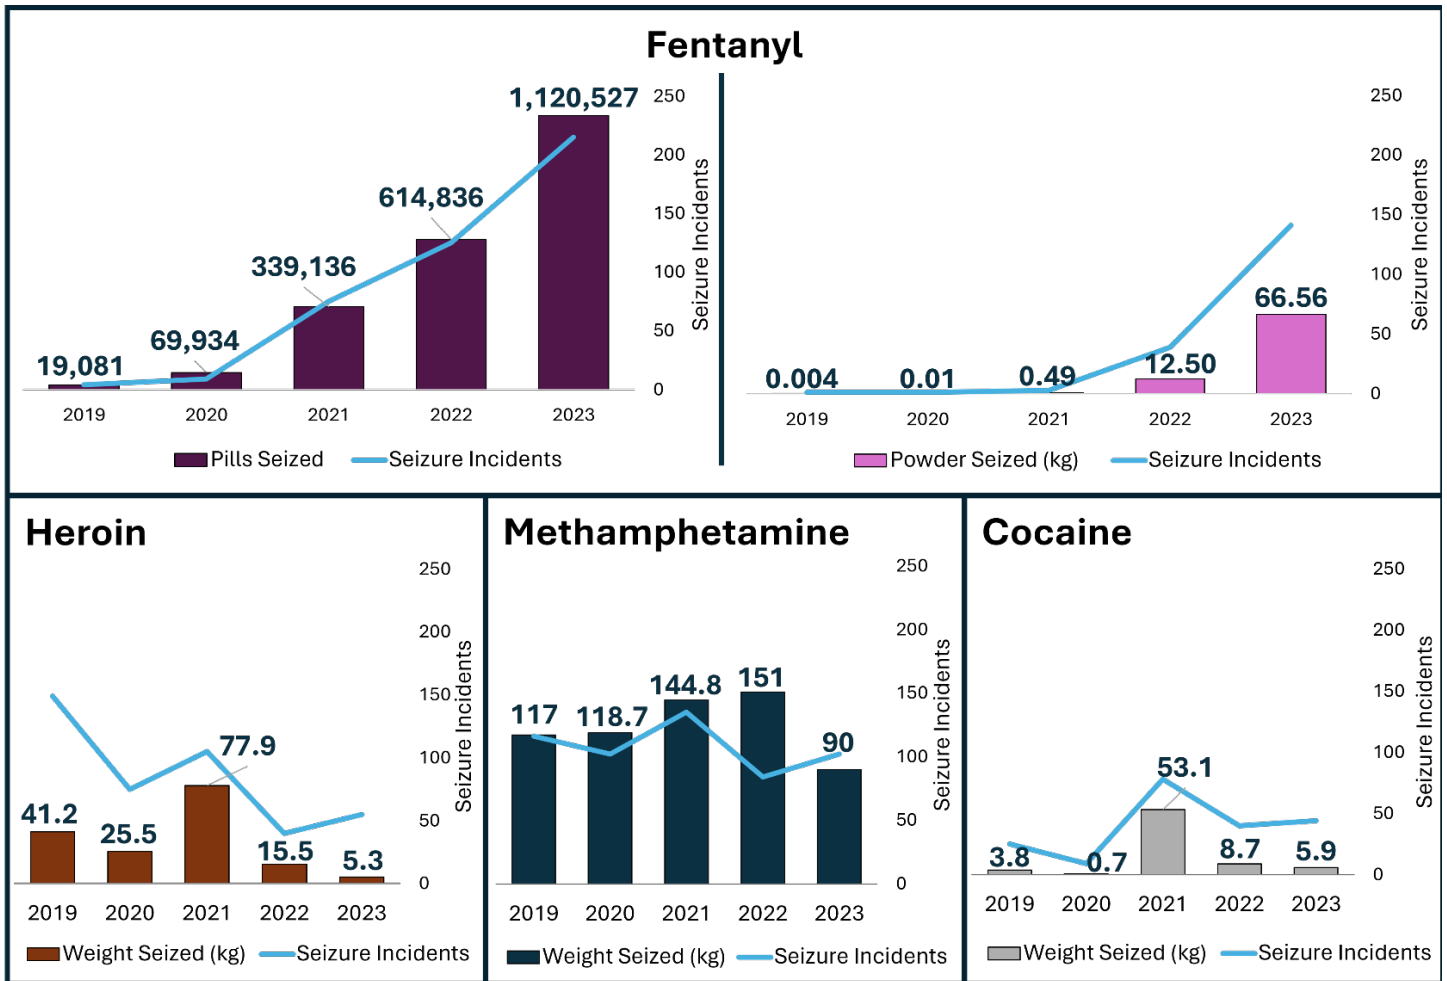 Fentanyl
1,120,527
614,836
339,136
69,934
19,081
250
200
150
100
50
0
Seizure Incidents
2019 2020 2021 2022 2023
Pills Seized Seizure Incidents
0.004 0.01 0.49 12.50 66.56
250
200
150
100
50
0
Seizure Incidents
2019 2020 2021 2022 2023
Powder Seized (kg) Seizure Incidents
Heroin
250
200
150
100
50
0
Seizure Incidents
41.2 25.5 77.9 15.5 5.3
2019 2020 2021 2022 2023
Weight Seized (kg) Seizure Incidents
Methamphetamine
250
200
150
100
50
0
Seizure Incidents
117 118.7 144.8 151 90
2019 2020 2021 2022 2023
Weight Seized (kg) Seizure Incidents
Cocaine
250
200
150
100
50
0
Seizure Incidents
3.8 0.7 53.1 8.7 5.9
2019 2020 2021 2022 2023
Weight Seized (kg) Seizure Incidents